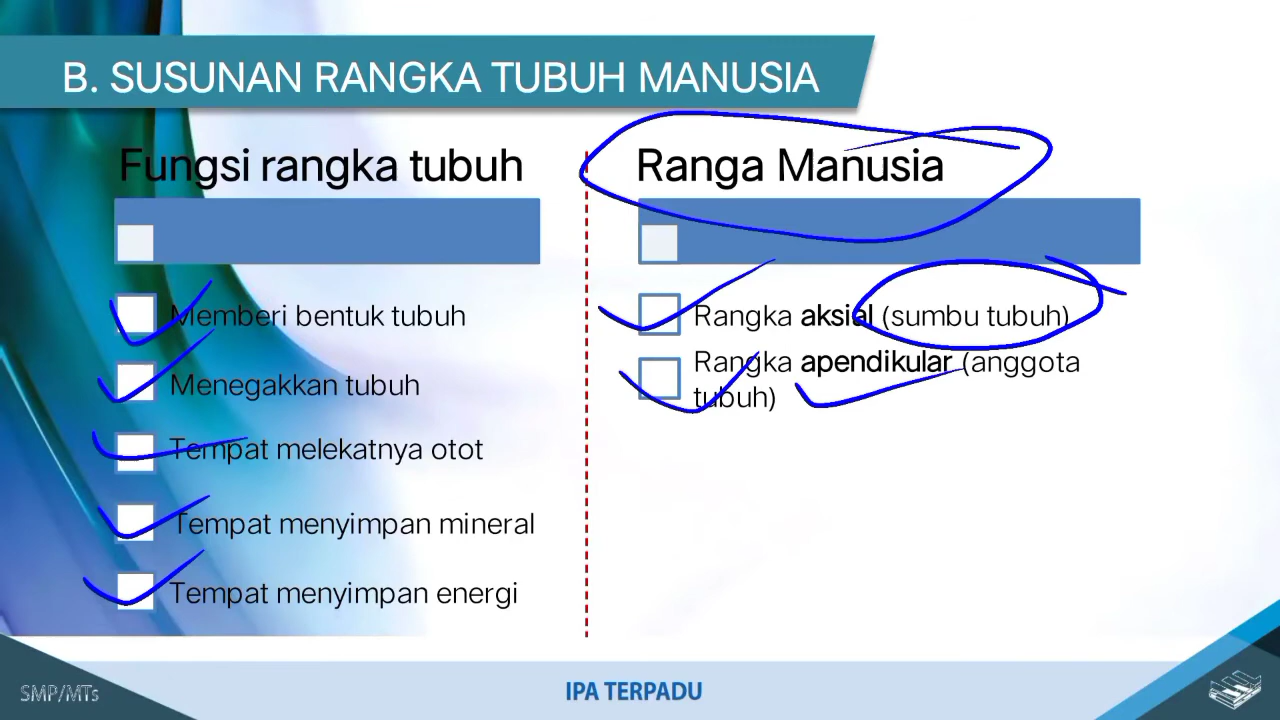 B. SUSUNAN RANGKA TUBUH MANUSIA
Fungsi rangka tubuh
Memberi bentuk tubuh
Menegakkan tubuh
Tempat melekatnya otot
Tempat menyimpan mineral
Tempat menyimpan energi
Ranga Manusia
Rangka aksial (sumbu tubuh)
Rangka apendikular (anggota
tubuh)
SMP/MTs
IPA TERPADU